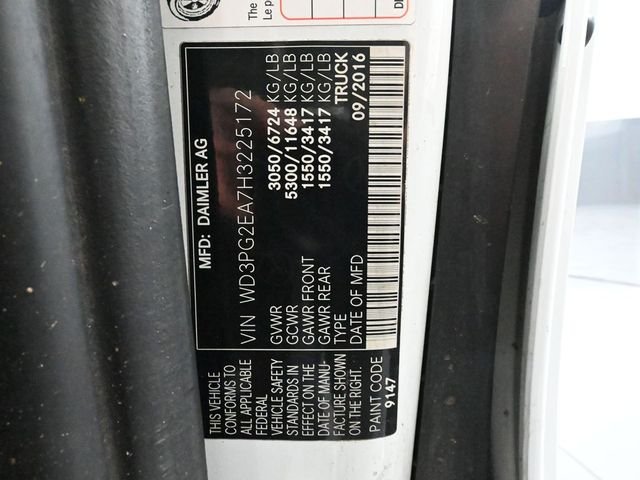 The
Le p
DI
MFD: DAIMLER AG
VIN WD3PG2EA7H3225172
GVWR 3050/6724 KG/LB
GCWR 5300/11648 KG/LB
GAWR FRONT 1550/3417 KG/LB
GAWR REAR 1550/3417 KG/LB
TYPE TRUCK
DATE OF MFD 09/2016
THIS VEHICLE
CONFORMS TO
ALL APPLICABLE
FEDERAL
VEHICLE SAFETY
STANDARDS IN
EFFECT ON THE
DATE OF MANU-
FACTURE SHOWN
ON THE RIGHT.
PAINT CODE
9147